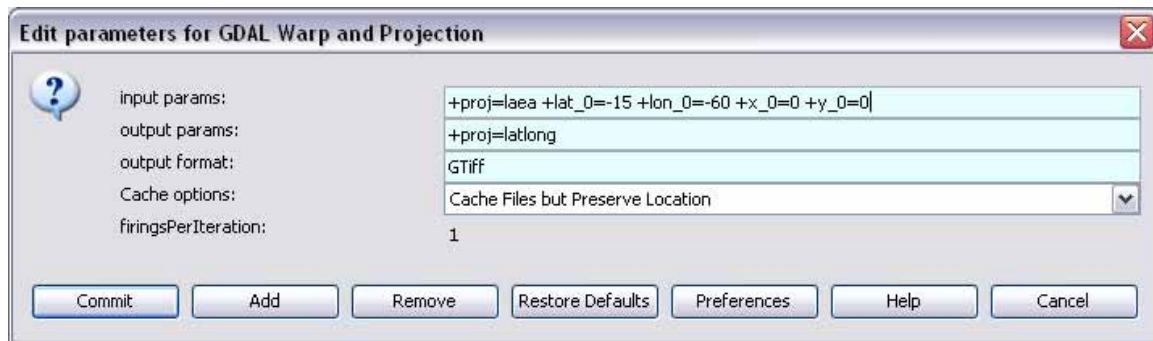 Edit parameters for GDAL Warp and Projection
input params: +proj=laea +lat_0=-15 +lon_0=-60 +x_0=0 +y_0=0
output params: +proj=latlong
output format: GTiff
Cache options: Cache Files but Preserve Location
firingsPerIteration: 1
Commit Add Remove Restore Defaults Preferences Help Cancel